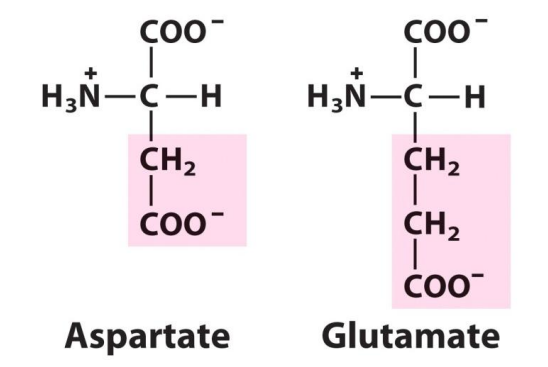 COO⁻ COO⁻
H₃N⁺—C—H H₃N⁺—C—H
CH₂ CH₂
COO⁻ CH₂
COO⁻
Aspartate Glutamate